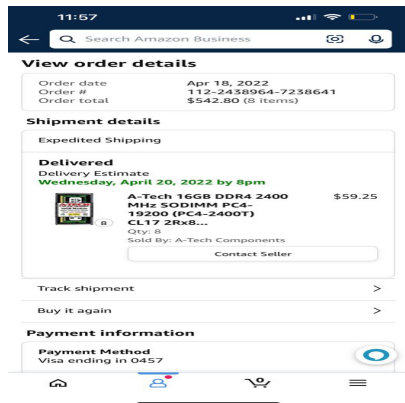 11:57
Search Amazon Business
View order details
Order date Apr 18, 2022
Order # 112-2438964-7238641
Order total $542.80 (8 items)
Shipment details
Expedited Shipping
Delivered
Delivery Estimate
Wednesday, April 20, 2022 by 8pm
A-Tech 16GB DDR4 2400 $59.25
MHz SODIMM PC4-
19200 (PC4-2400T)
CL17 2Rx8...
8
Qty: 8
Sold By: A-Tech Components
Contact Seller
Track shipment >
Buy it again >
Payment information
Payment Method
Visa ending in 0457
0